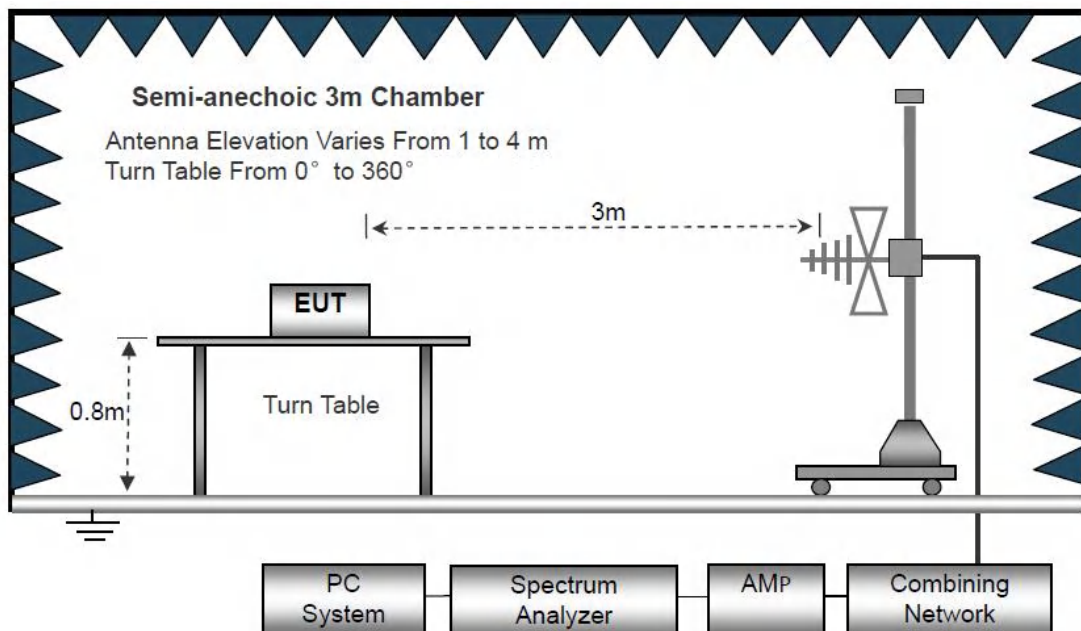 Semi-anechoic 3m Chamber
Antenna Elevation Varies From 1 to 4 m
Turn Table From 0° to 360°
3m
EUT
0.8m
Turn Table
PC
System
Spectrum
Analyzer
AMP
Combining
Network